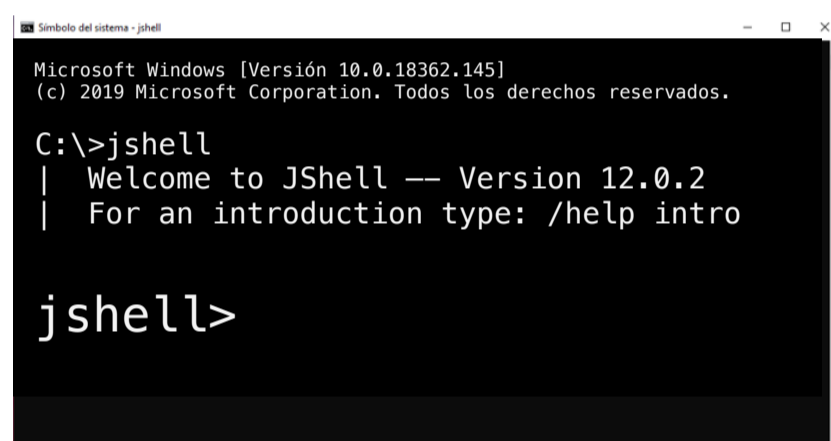 Símbolo del sistema - jshell
Microsoft Windows [Versión 10.0.18362.145]
(c) 2019 Microsoft Corporation. Todos los derechos reservados.
C:\>jshell
|  Welcome to JShell -- Version 12.0.2
|  For an introduction type: /help intro
jshell>